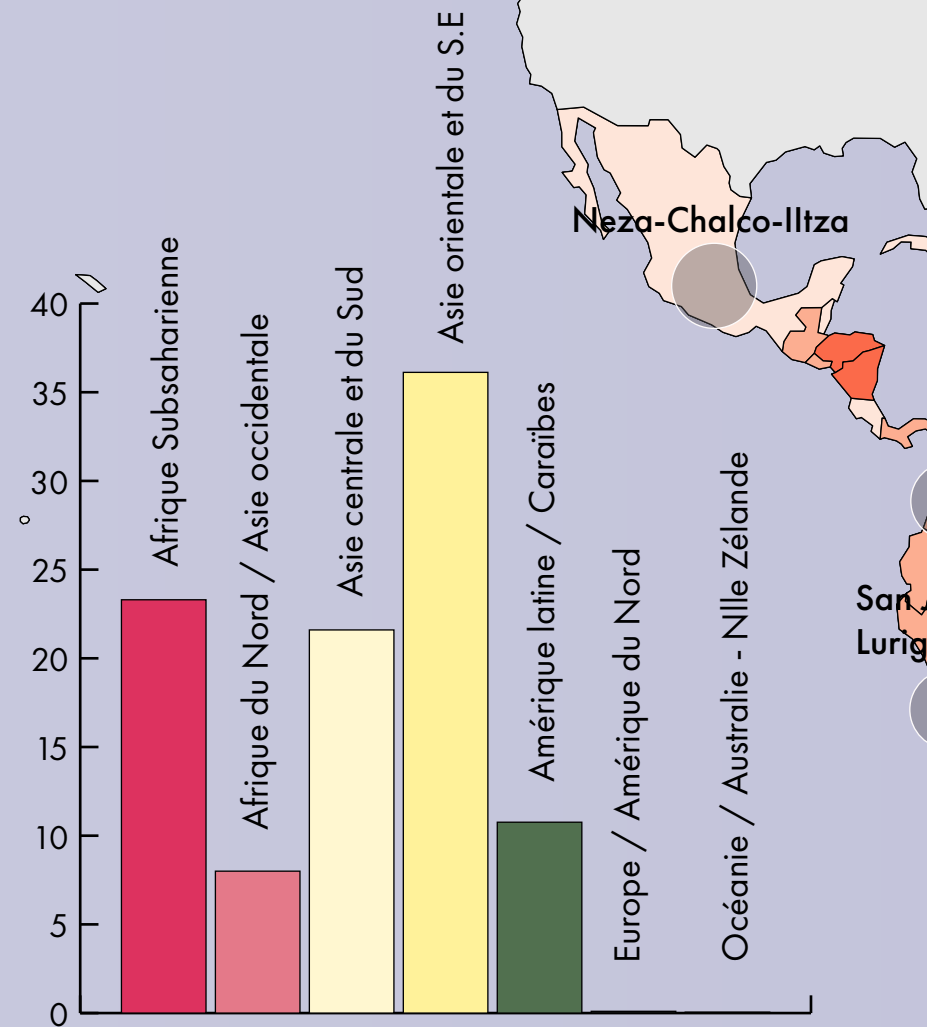 Neza-Chalco-Iltza
San
40
35
30
25
20
15
10
5
0
Afrique Subsaharienne
Afrique du Nord / Asie occidentale
Asie centrale et du Sud
Asie orientale et du S.E
Amérique latine / Caraïbes
Europe / Amérique du Nord
Océanie / Australie - Nlle Zélande